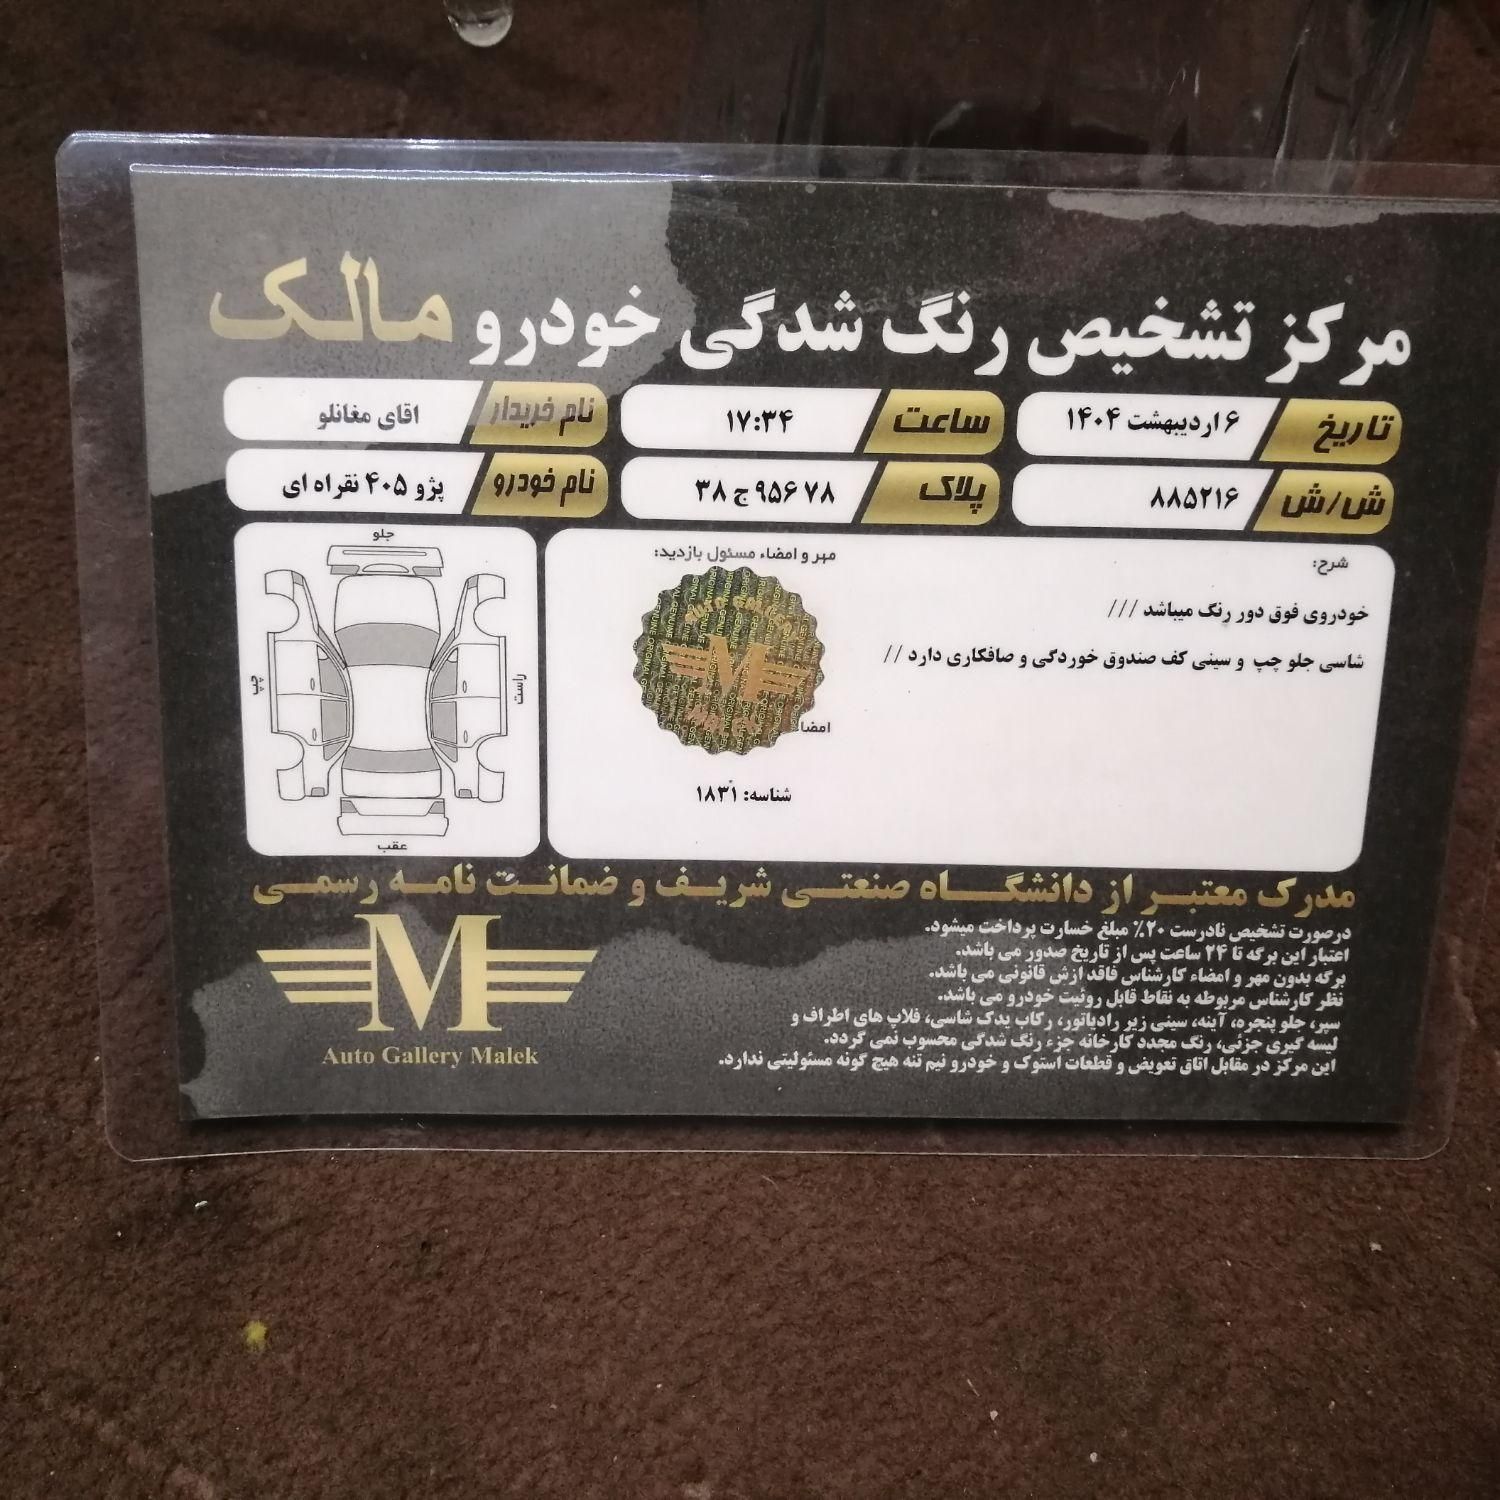 مرکز تشخیص رنگ شدگی خودرو مالک
تاریخ ۶ اردیبهشت ۱۴۰۴ ساعت ۱۷:۳۴ نام خریدار اقای مغانلو
ش/ش ۸۸۵۲۱۶ پلاک ۷۸ ۹۵۶ ج ۳۸ نام خودرو پژو ۴۰۵ نقراه ای
شرح:
خودروی فوق دور رنگ میباشد ///
شاسی جلو چپ و سینی کف صندوق خوردگی و صافکاری دارد //
مهر و امضاء مسئول بازدید:
AUTO GALLERY
M
امضا
شناسه: ۱۸۳۱
جلو
راست
چپ
عقب
مدرک معتبر از دانشگاه صنعتی شریف و ضمانت نامه رسمی
درصورت تشخیص نادرست ۲۰٪ مبلغ خسارت پرداخت میشود.
اعتبار این برگه تا ۲۴ ساعت پس از تاریخ صدور می باشد.
برگه بدون مهر و امضاء کارشناس فاقد ارزش قانونی می باشد.
نظر کارشناس مربوطه به نقاط قابل روئیت خودرو می باشد.
سپر، جلو پنجره، آینه، سینی زیر رادیاتور، رکاب یدک شاسی، فلاپ های اطراف و
لیسه گیری جزئی، رنگ مجدد کارخانه جزء رنگ شدگی محسوب نمی گردد.
این مرکز در مقابل اتاق تعویض و قطعات استوک و خودرو نیم تنه هیچ گونه مسئولیتی ندارد.
M
Auto Gallery Malek